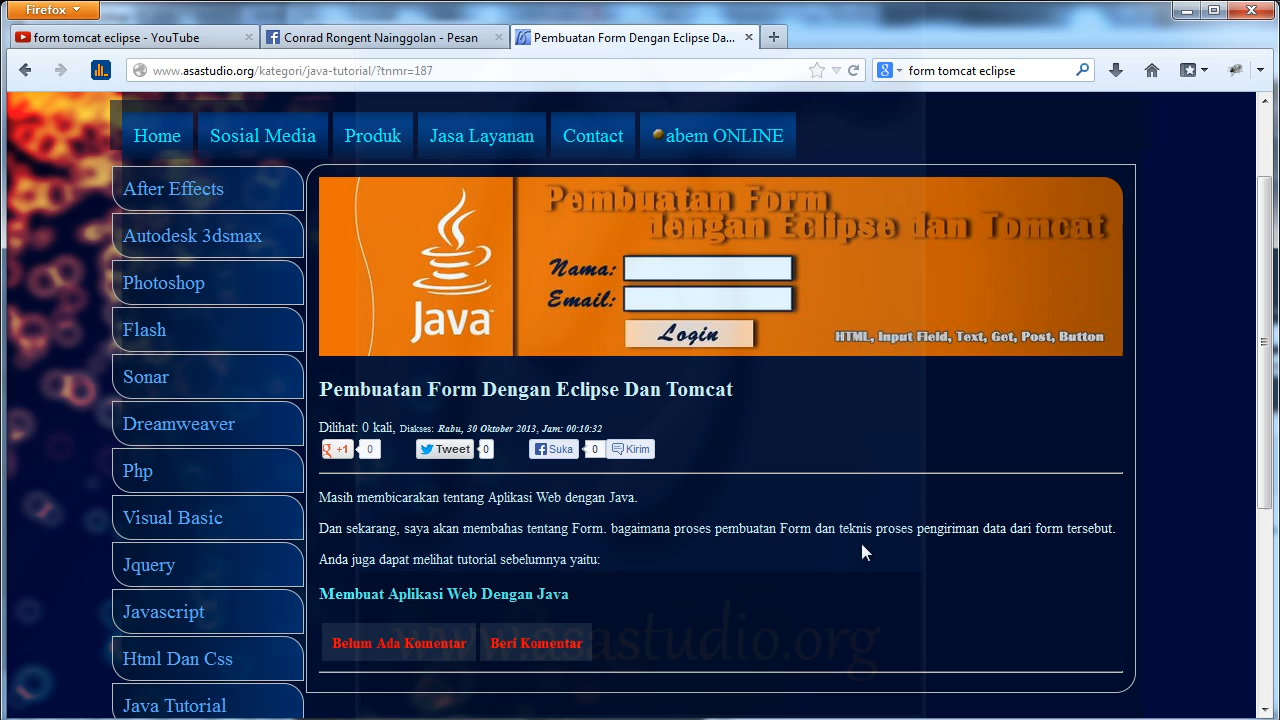 Firefox
form tomcat eclipse - YouTube
Conrad Rongent Nainggolan - Pesan
Pembuatan Form Dengan Eclipse Da...
www.asastudio.org/kategori/java-tutorial/?tnmr=187
form tomcat eclipse
Home
Sosial Media
Produk
Jasa Layanan
Contact
abem ONLINE
After Effects
Autodesk 3dsmax
Photoshop
Flash
Sonar
Dreamweaver
Php
Visual Basic
Jquery
Javascript
Html Dan Css
Java Tutorial
Java
Pembuatan Form
dengan Eclipse dan Tomcat
Nama:
Email:
Login
HTML, Input Field, Text, Get, Post, Button
Pembuatan Form Dengan Eclipse Dan Tomcat
Dilihat: 0 kali, Diakses: Rabu, 30 Oktober 2013, Jam: 00:10:32
+1 0 Tweet 0 Suka 0 Kirim
Masih membicarakan tentang Aplikasi Web dengan Java.
Dan sekarang, saya akan membahas tentang Form. bagaimana proses pembuatan Form dan teknis proses pengiriman data dari form tersebut.
Anda juga dapat melihat tutorial sebelumnya yaitu:
Membuat Aplikasi Web Dengan Java
Belum Ada Komentar
Beri Komentar
www.asastudio.org